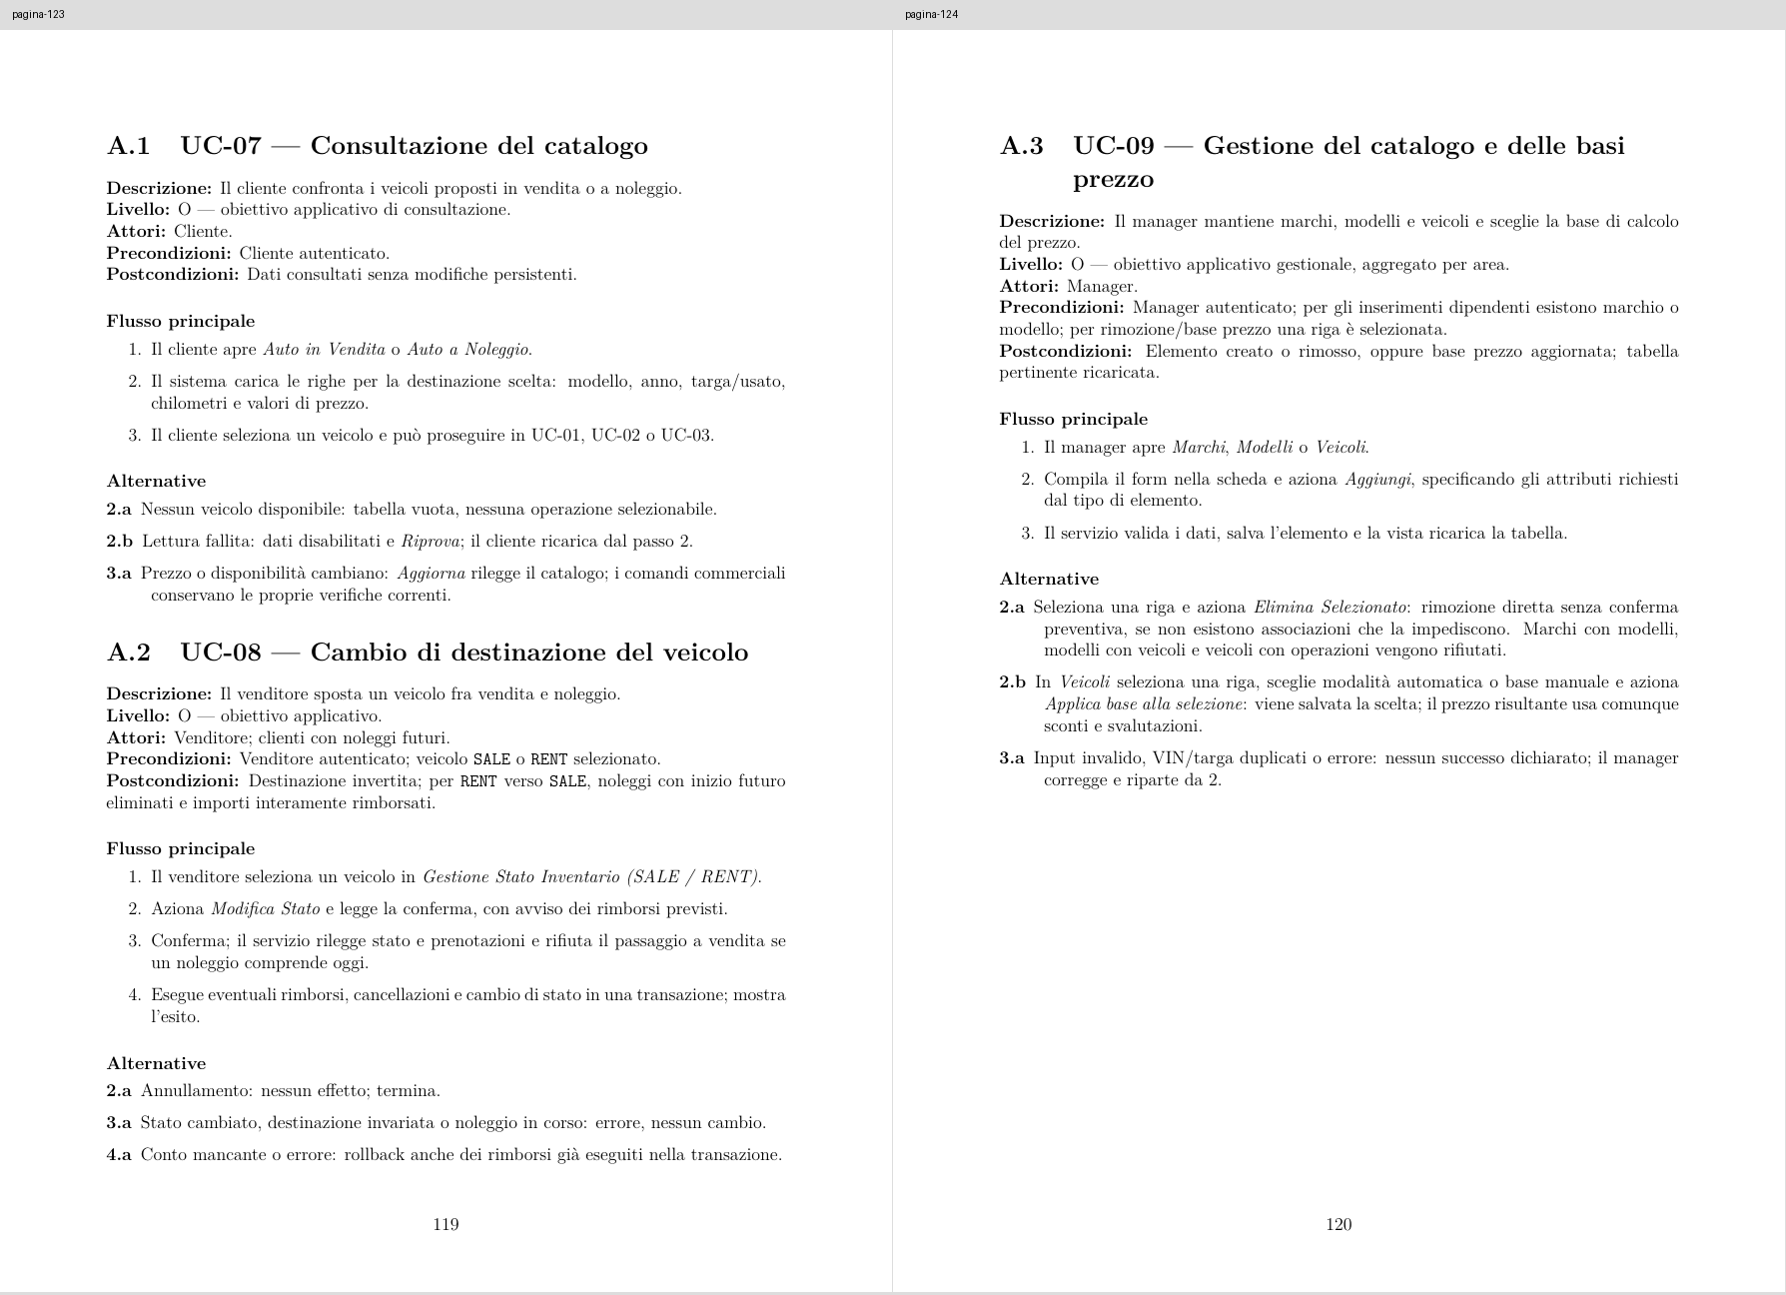 pagina-123
A.1 UC-07 — Consultazione del catalogo
Descrizione: Il cliente confronta i veicoli proposti in vendita o a noleggio.
Livello: O — obiettivo applicativo di consultazione.
Attori: Cliente.
Precondizioni: Cliente autenticato.
Postcondizioni: Dati consultati senza modifiche persistenti.
Flusso principale
1. Il cliente apre Auto in Vendita o Auto a Noleggio.
2. Il sistema carica le righe per la destinazione scelta: modello, anno, targa/usato,
chilometri e valori di prezzo.
3. Il cliente seleziona un veicolo e può proseguire in UC-01, UC-02 o UC-03.
Alternative
2.a Nessun veicolo disponibile: tabella vuota, nessuna operazione selezionabile.
2.b Lettura fallita: dati disabilitati e Riprova; il cliente ricarica dal passo 2.
3.a Prezzo o disponibilità cambiano: Aggiorna rilegge il catalogo; i comandi commerciali
conservano le proprie verifiche correnti.
A.2 UC-08 — Cambio di destinazione del veicolo
Descrizione: Il venditore sposta un veicolo fra vendita e noleggio.
Livello: O — obiettivo applicativo.
Attori: Venditore; clienti con noleggi futuri.
Precondizioni: Venditore autenticato; veicolo SALE o RENT selezionato.
Postcondizioni: Destinazione invertita; per RENT verso SALE, noleggi con inizio futuro
eliminati e importi interamente rimborsati.
Flusso principale
1. Il venditore seleziona un veicolo in Gestione Stato Inventario (SALE / RENT).
2. Aziona Modifica Stato e legge la conferma, con avviso dei rimborsi previsti.
3. Conferma; il servizio rilegge stato e prenotazioni e rifiuta il passaggio a vendita se
un noleggio comprende oggi.
4. Esegue eventuali rimborsi, cancellazioni e cambio di stato in una transazione; mostra
l'esito.
Alternative
2.a Annullamento: nessun effetto; termina.
3.a Stato cambiato, destinazione invariata o noleggio in corso: errore, nessun cambio.
4.a Conto mancante o errore: rollback anche dei rimborsi già eseguiti nella transazione.
119
pagina-124
A.3 UC-09 — Gestione del catalogo e delle basi
prezzo
Descrizione: Il manager mantiene marchi, modelli e veicoli e sceglie la base di calcolo
del prezzo.
Livello: O — obiettivo applicativo gestionale, aggregato per area.
Attori: Manager.
Precondizioni: Manager autenticato; per gli inserimenti dipendenti esistono marchio o
modello; per rimozione/base prezzo una riga è selezionata.
Postcondizioni: Elemento creato o rimosso, oppure base prezzo aggiornata; tabella
pertinente ricaricata.
Flusso principale
1. Il manager apre Marchi, Modelli o Veicoli.
2. Compila il form nella scheda e aziona Aggiungi, specificando gli attributi richiesti
dal tipo di elemento.
3. Il servizio valida i dati, salva l'elemento e la vista ricarica la tabella.
Alternative
2.a Seleziona una riga e aziona Elimina Selezionato: rimozione diretta senza conferma
preventiva, se non esistono associazioni che la impediscono. Marchi con modelli,
modelli con veicoli e veicoli con operazioni vengono rifiutati.
2.b In Veicoli seleziona una riga, sceglie modalità automatica o base manuale e aziona
Applica base alla selezione: viene salvata la scelta; il prezzo risultante usa comunque
sconti e svalutazioni.
3.a Input invalido, VIN/targa duplicati o errore: nessun successo dichiarato; il manager
corregge e riparte da 2.
120